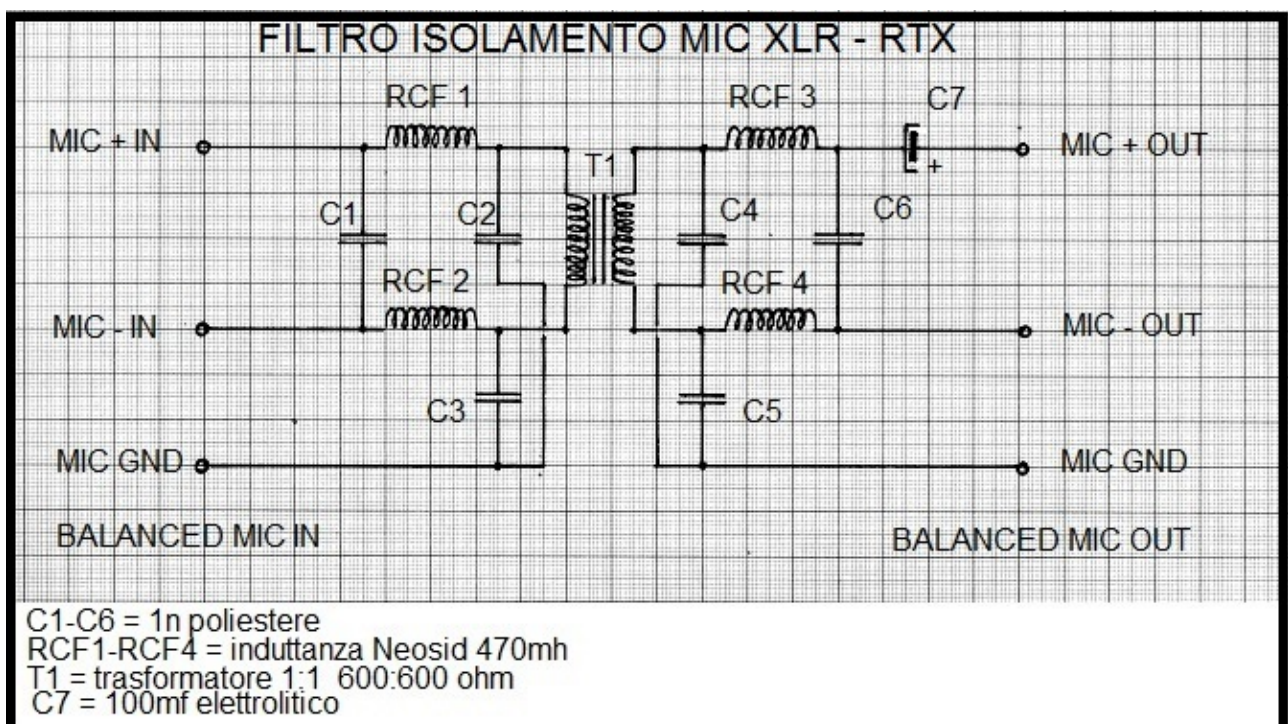 FILTRO ISOLAMENTO MIC XLR - RTX
RCF 1
RCF 3
C7
MIC + IN
MIC + OUT
T1
+
C1
C2
C4
C6
RCF 2
RCF 4
MIC - IN
MIC - OUT
C3
C5
MIC GND
MIC GND
BALANCED MIC IN
BALANCED MIC OUT
C1-C6 = 1n poliestere
RCF1-RCF4 = induttanza Neosid 470mh
T1 = trasformatore 1:1 600:600 ohm
C7 = 100mf elettrolitico